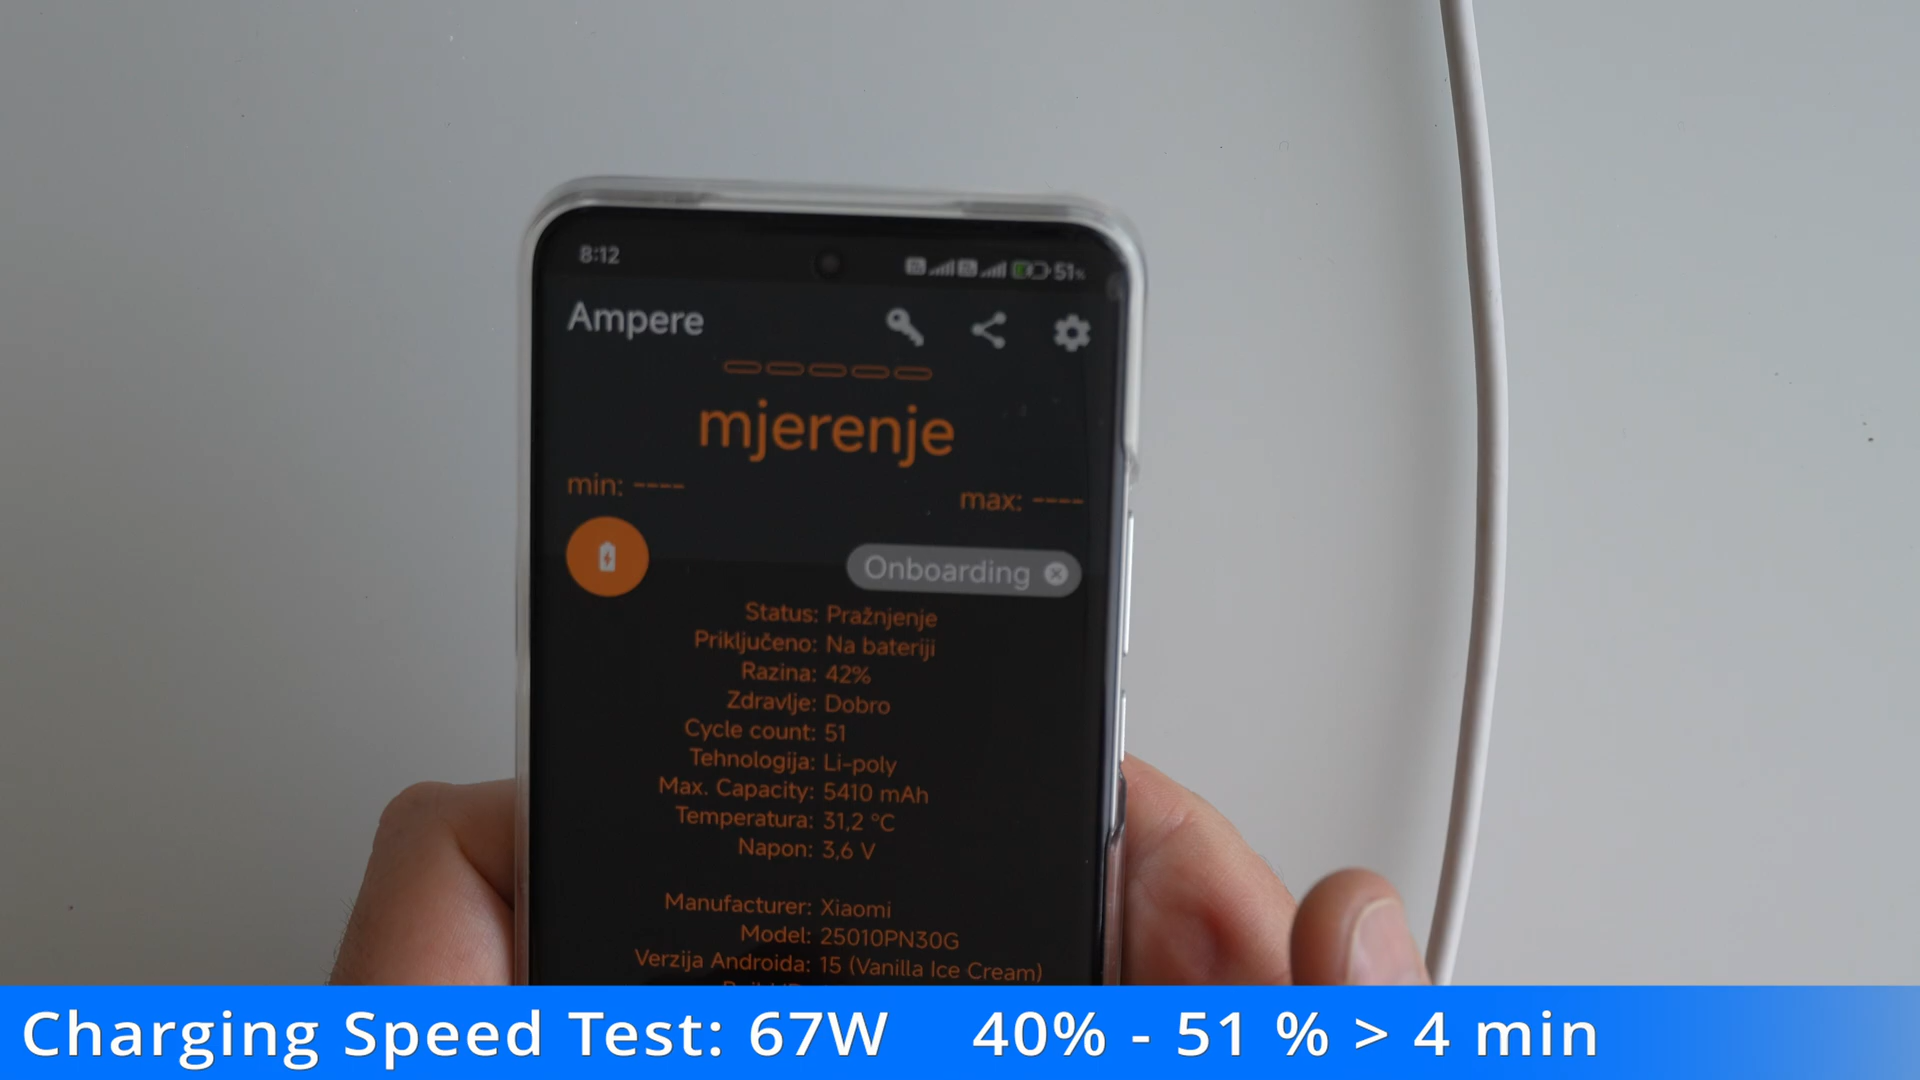 8:12 51%
Ampere
mjerenje
min: ----
max: ----
Onboarding
Status: Pražnjenje
Priključeno: Na bateriji
Razina: 42%
Zdravlje: Dobro
Cycle count: 51
Tehnologija: Li-poly
Max. Capacity: 5410 mAh
Temperatura: 31,2 °C
Napon: 3,6 V
Manufacturer: Xiaomi
Model: 25010PN30G
Verzija Androida: 15 (Vanilla Ice Cream)
Charging Speed Test: 67W 40% - 51 % > 4 min